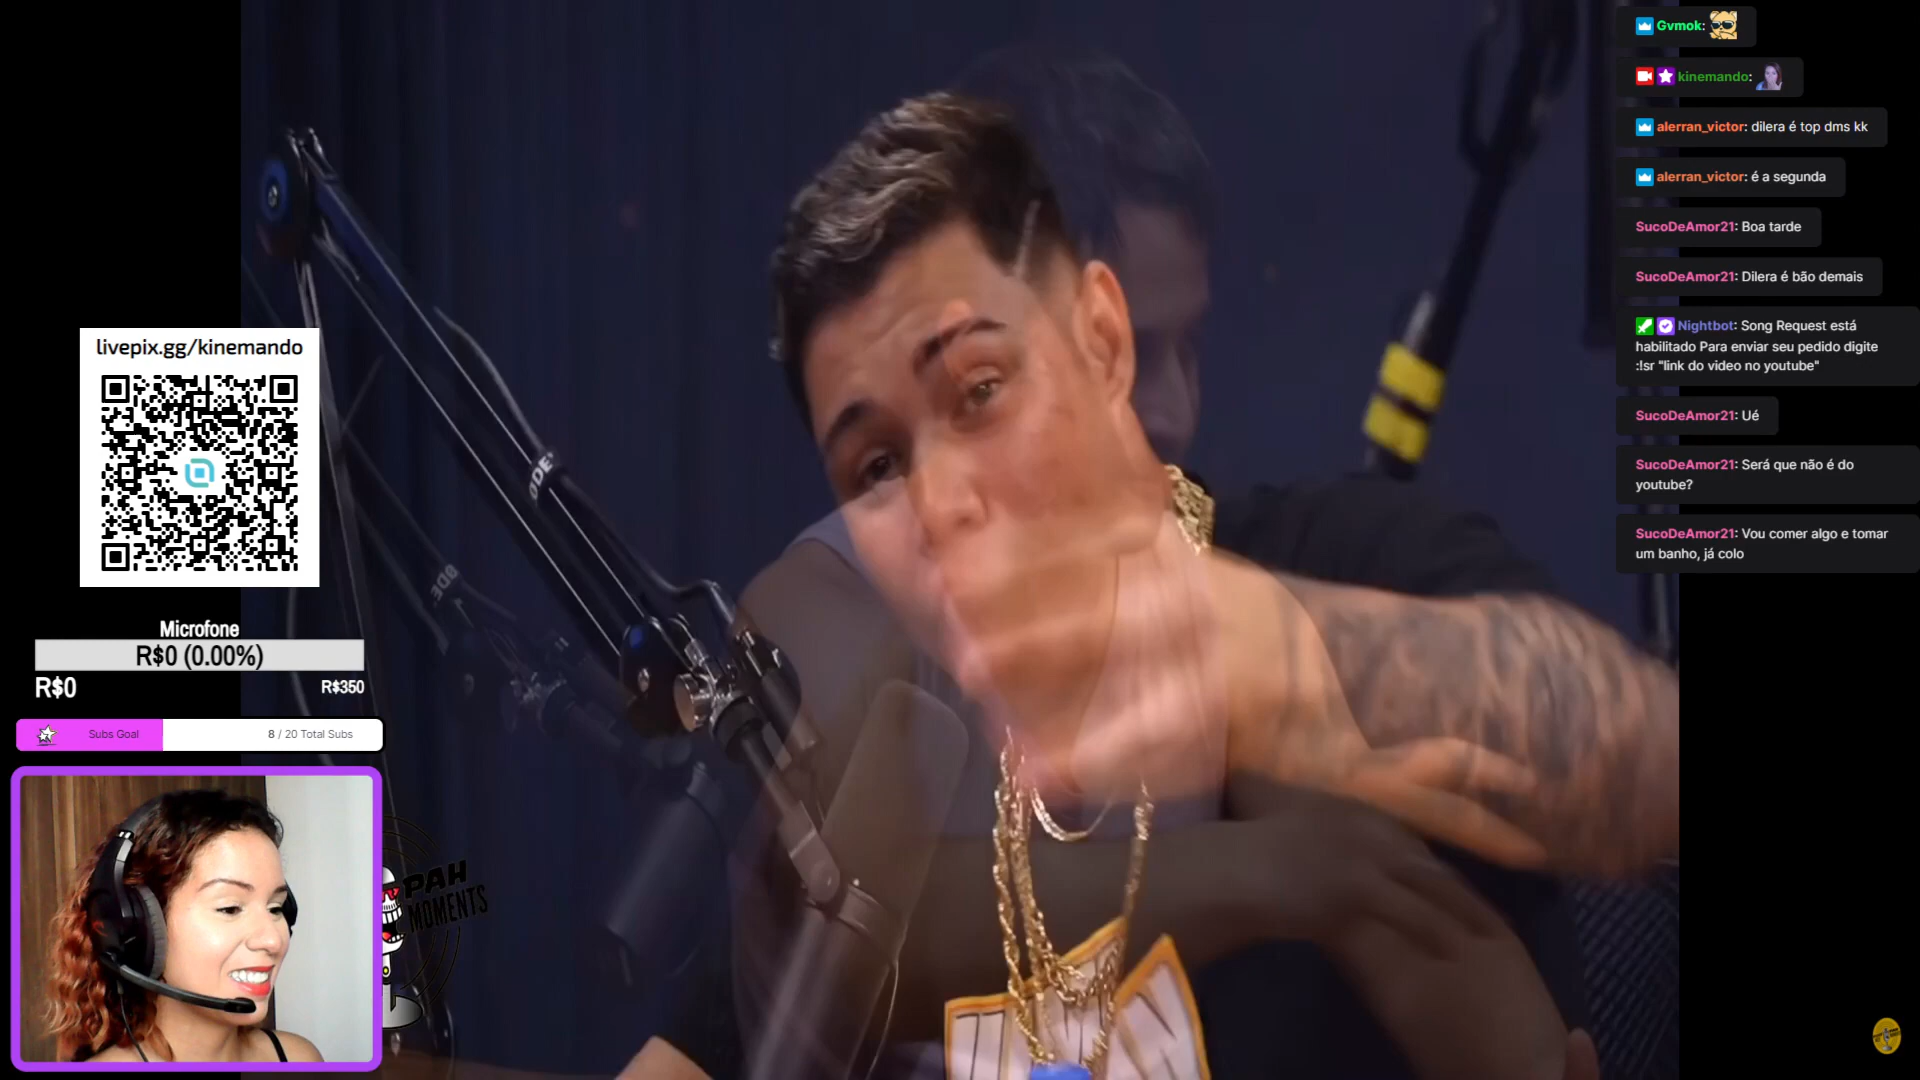 livepix.gg/kinemando
Microfone
R$0 (0.00%)
R$0
R$350
Subs Goal
8 / 20 Total Subs
PAH
MOMENTS
Gvmok:
kinemando:
alerran_victor: dilera é top dms kk
alerran_victor: é a segunda
SucoDeAmor21: Boa tarde
SucoDeAmor21: Dilera é bão demais
Nightbot: Song Request está
habilitado Para enviar seu pedido digite
:!sr "link do video no youtube"
SucoDeAmor21: Ué
SucoDeAmor21: Será que não é do
youtube?
SucoDeAmor21: Vou comer algo e tomar
um banho, já colo